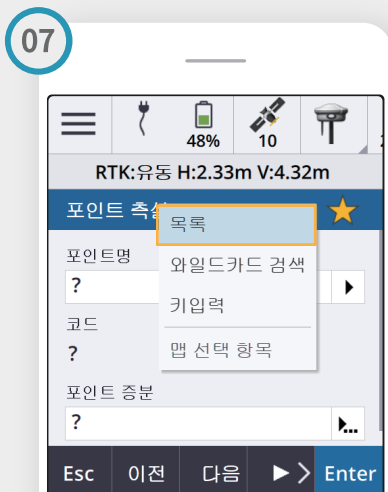 07
48%
10
RTK:유동 H:2.33m V:4.32m
포인트 측설
목록
포인트명
와일드카드 검색
?
키입력
코드
?
맵 선택 항목
포인트 증분
?
Esc 이전 다음 Enter